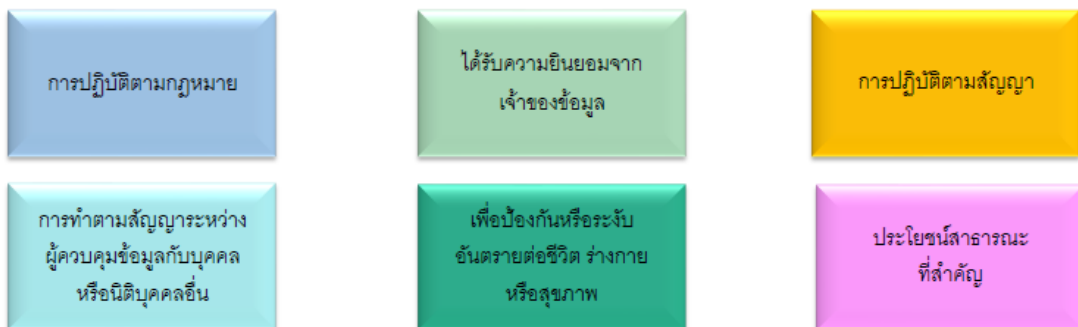 การปฏิบัติตามกฎหมาย
ได้รับความยินยอมจาก
เจ้าของข้อมูล
การปฏิบัติตามสัญญา
การทำตามสัญญาระหว่าง
ผู้ควบคุมข้อมูลกับบุคคล
หรือนิติบุคคลอื่น
เพื่อป้องกันหรือระงับ
อันตรายต่อชีวิต ร่างกาย
หรือสุขภาพ
ประโยชน์สาธารณะ
ที่สำคัญ